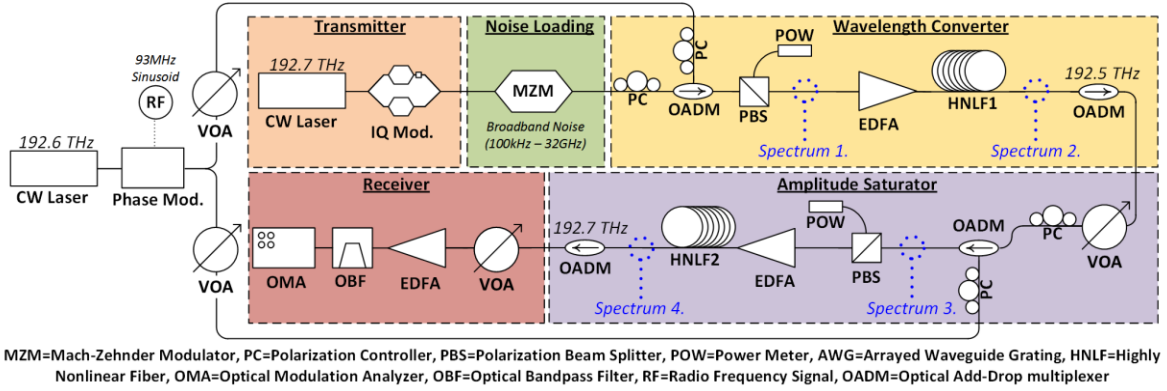 Transmitter
Noise Loading
Wavelength Converter
93MHz
Sinusoid
RF
VOA
192.7 THz
CW Laser
IQ Mod.
MZM
Broadband Noise
(100kHz – 32GHz)
PC
PC
OADM
POW
PBS
EDFA
HNLF1
192.5 THz
OADM
Spectrum 1.
Spectrum 2.
192.6 THz
CW Laser
Phase Mod.
Receiver
Amplitude Saturator
VOA
OMA
OBF
EDFA
VOA
192.7 THz
OADM
HNLF2
EDFA
POW
PBS
OADM
PC
PC
VOA
Spectrum 4.
Spectrum 3.
MZM=Mach-Zehnder Modulator, PC=Polarization Controller, PBS=Polarization Beam Splitter, POW=Power Meter, AWG=Arrayed Waveguide Grating, HNLF=Highly
Nonlinear Fiber, OMA=Optical Modulation Analyzer, OBF=Optical Bandpass Filter, RF=Radio Frequency Signal, OADM=Optical Add-Drop multiplexer